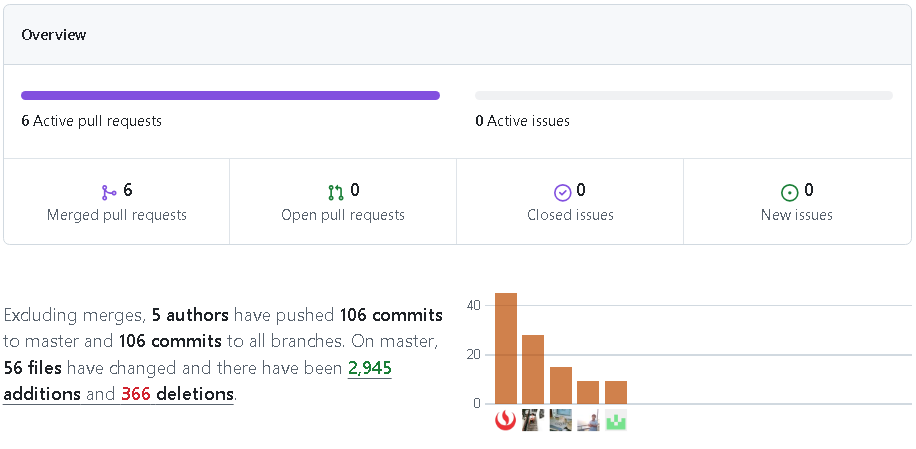 Overview
6 Active pull requests
0 Active issues
6
Merged pull requests
0
Open pull requests
0
Closed issues
0
New issues
Excluding merges, 5 authors have pushed 106 commits
to master and 106 commits to all branches. On master,
56 files have changed and there have been 2,945
additions and 366 deletions.
40
20
0